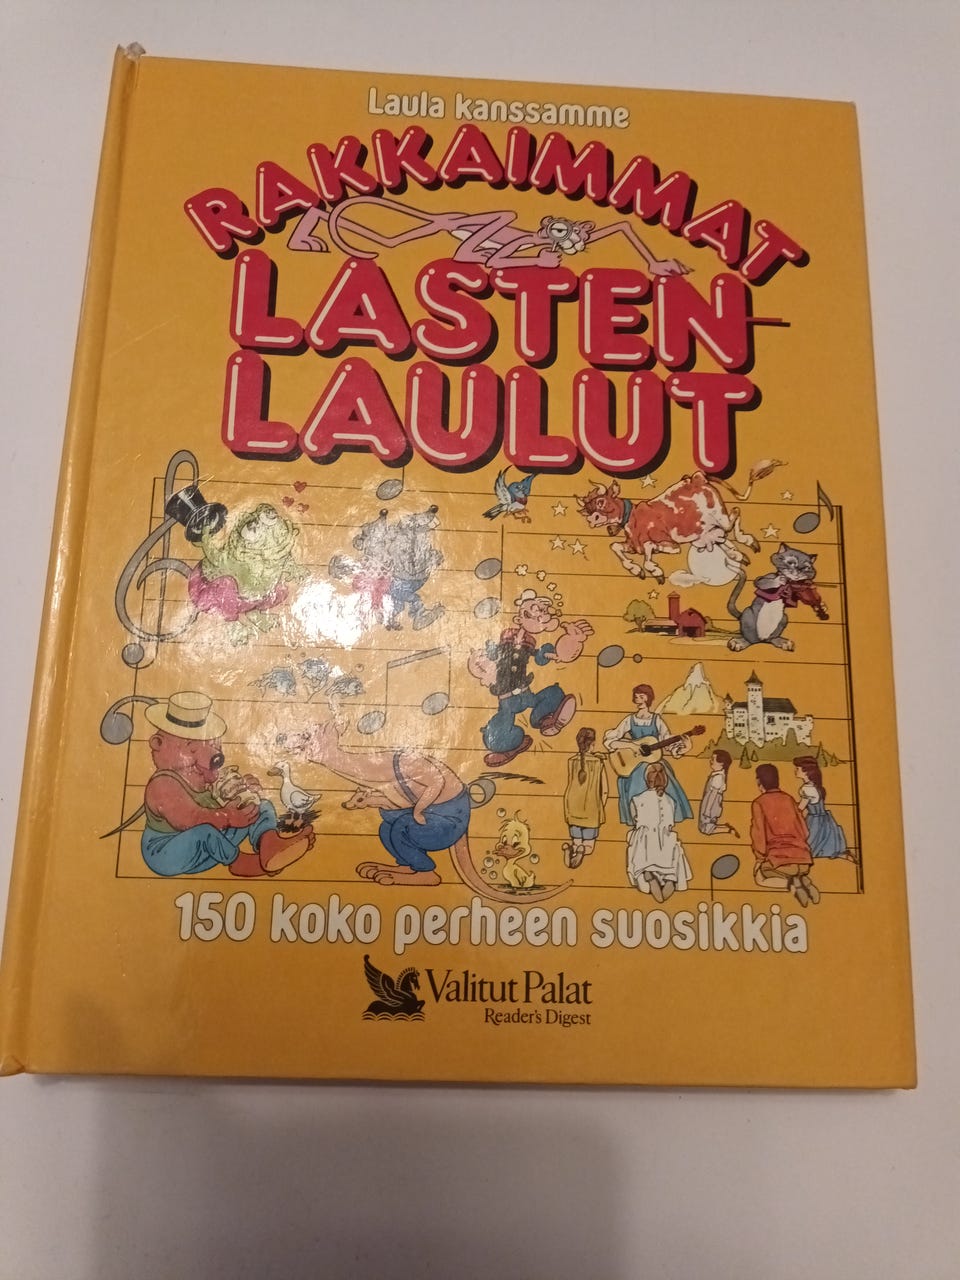 Laula kanssamme
RAKKAIMMAT
LASTEN-
LAULUT
150 koko perheen suosikkia
Valitut Palat
Reader's Digest